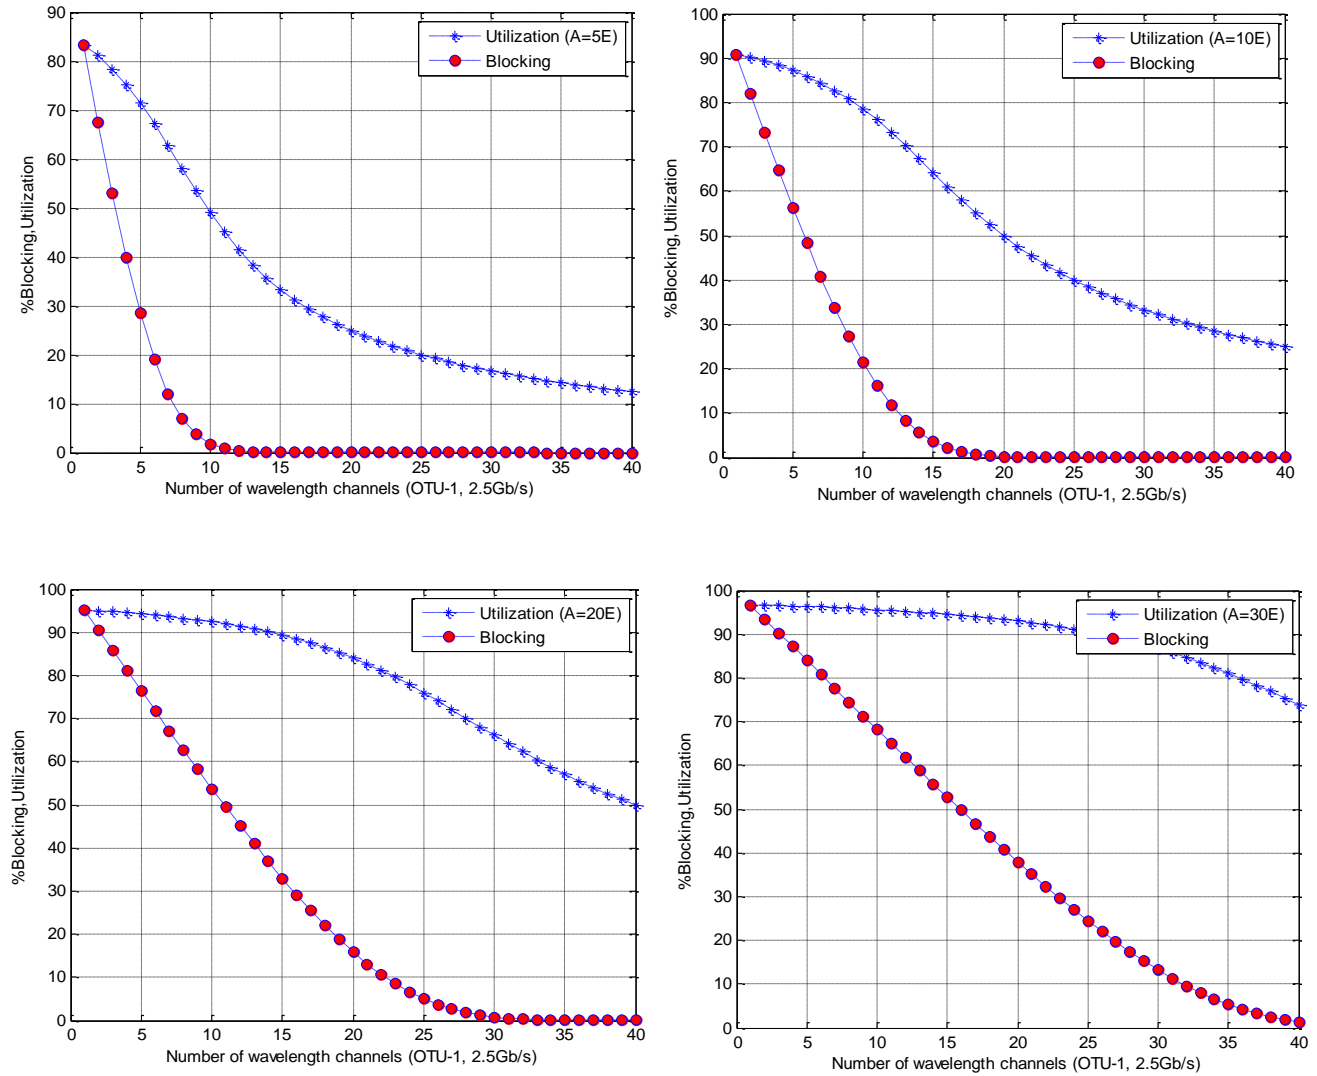 90
80
70
60
50
40
30
20
10
0
%Blocking,Utilization
Utilization (A=5E)
Blocking
0 5 10 15 20 25 30 35 40
Number of wavelength channels (OTU-1, 2.5Gb/s)
100
90
80
70
60
50
40
30
20
10
0
%Blocking,Utilization
Utilization (A=10E)
Blocking
0 5 10 15 20 25 30 35 40
Number of wavelength channels (OTU-1, 2.5Gb/s)
100
90
80
70
60
50
40
30
20
10
0
%Blocking,Utilization
Utilization (A=20E)
Blocking
0 5 10 15 20 25 30 35 40
Number of wavelength channels (OTU-1, 2.5Gb/s)
100
90
80
70
60
50
40
30
20
10
0
%Blocking,Utilization
Utilization (A=30E)
Blocking
0 5 10 15 20 25 30 35 40
Number of wavelength channels (OTU-1, 2.5Gb/s)